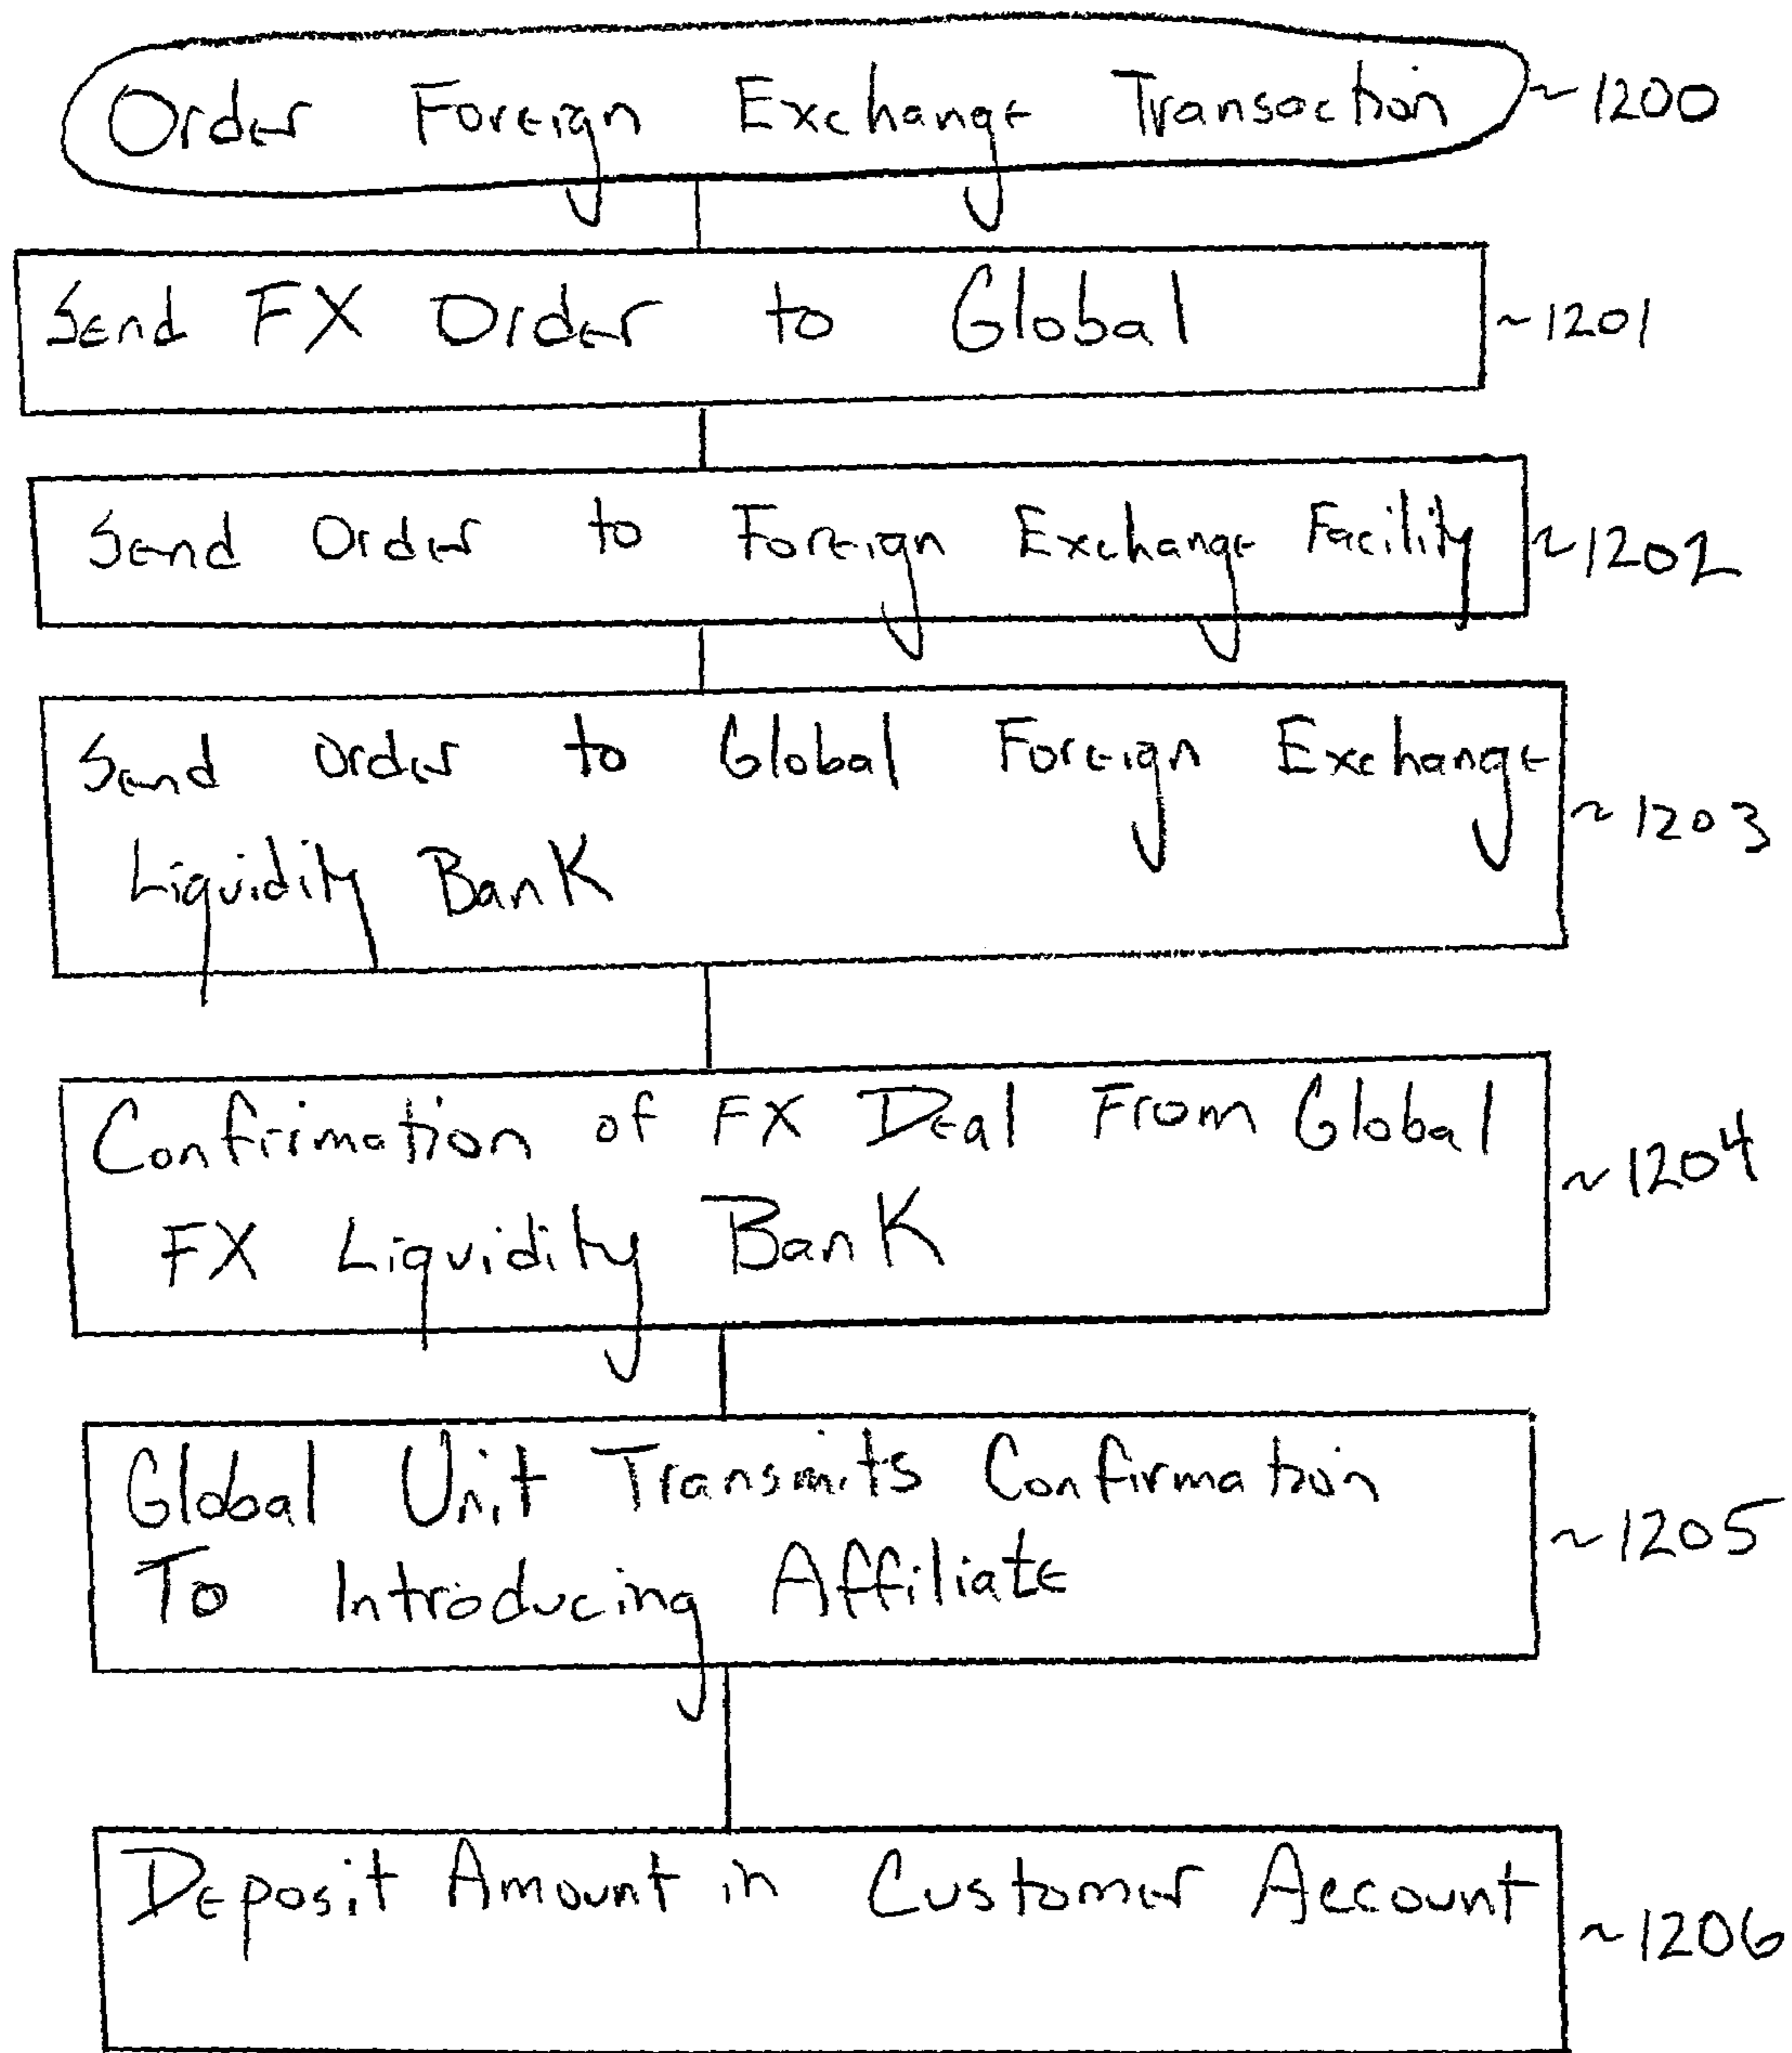 Order Foreign Exchange Transaction ~1200
Send FX Order to Global ~1201
Send Order to Foreign Exchange Facility ~1202
Send Order to Global Foreign Exchange
Liquidity Bank ~1203
Confrimation of FX Deal From Global
FX Liquidity Bank ~1204
Global Unit Transmits Confirmation
To Introducing Affiliate ~1205
Deposit Amount in Customer Account ~1206